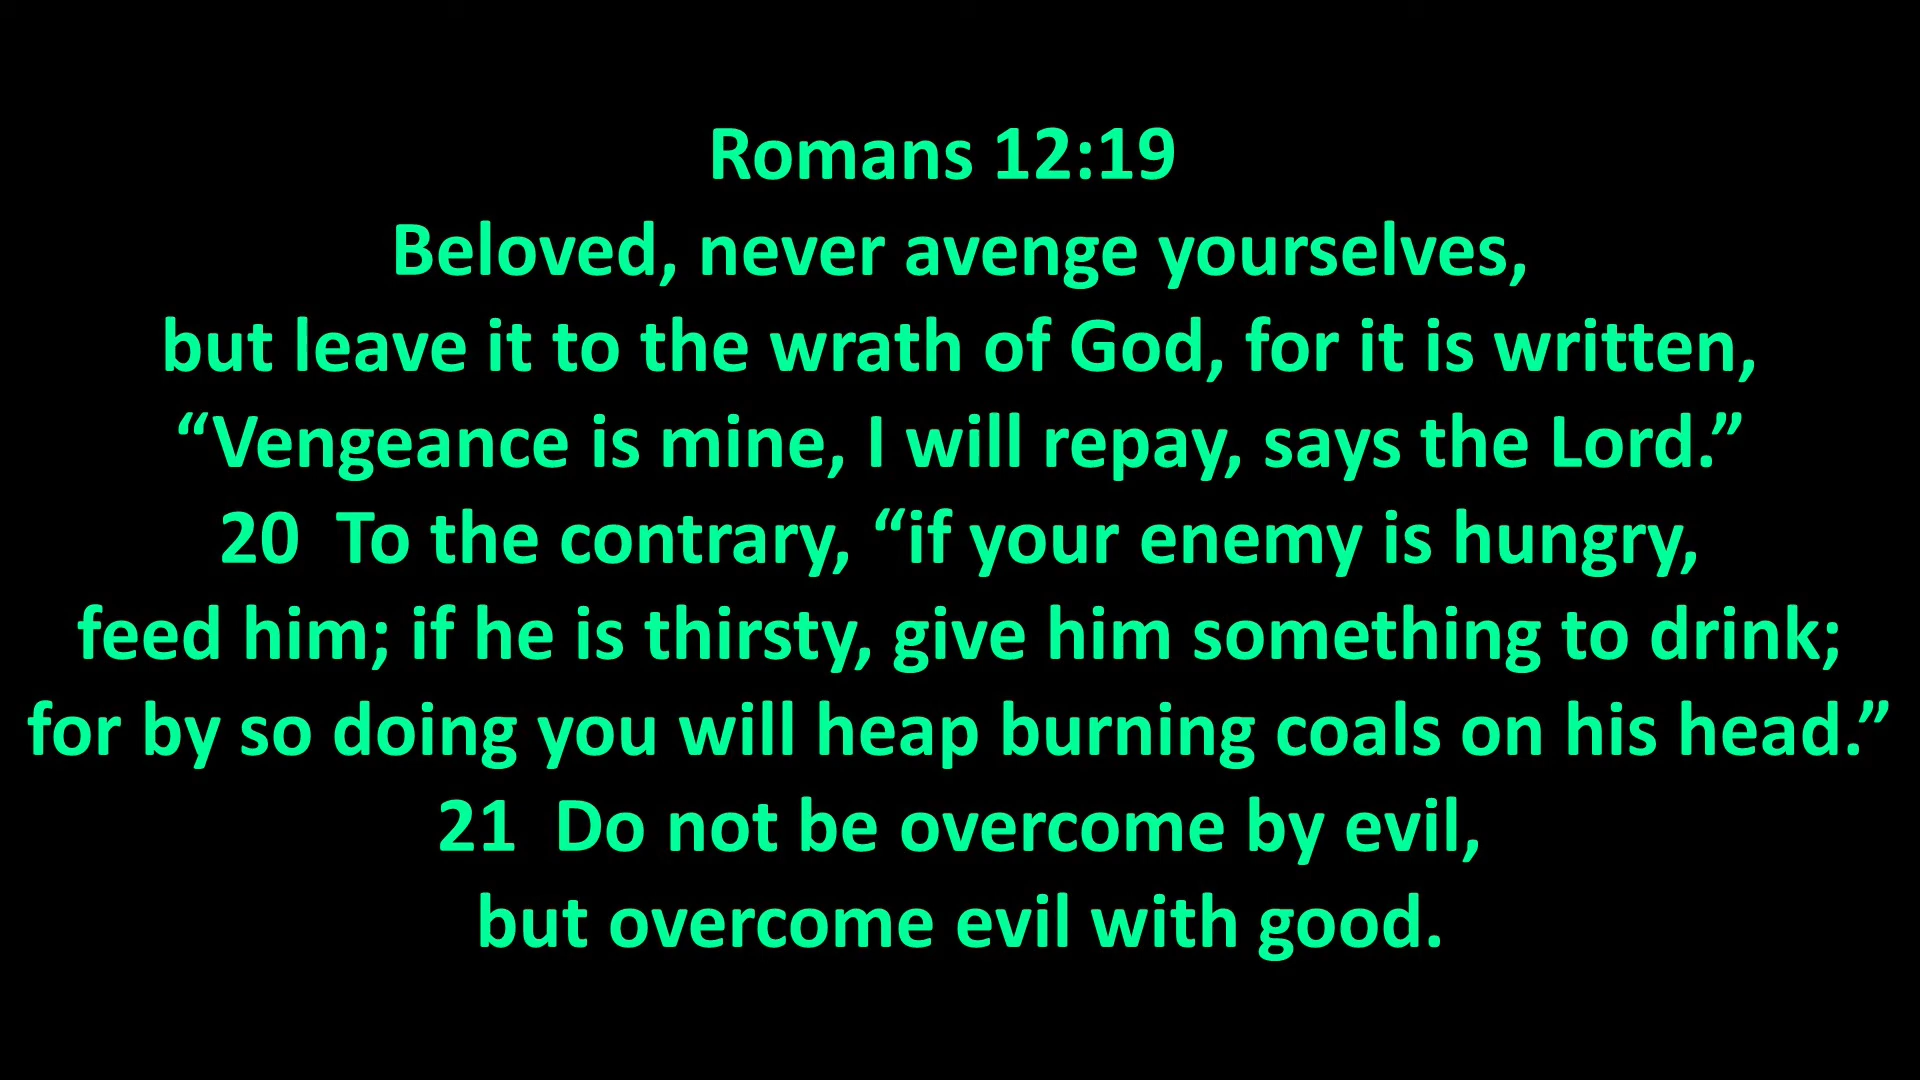 Romans 12:19
Beloved, never avenge yourselves,
but leave it to the wrath of God, for it is written,
“Vengeance is mine, I will repay, says the Lord.”
20  To the contrary, “if your enemy is hungry,
feed him; if he is thirsty, give him something to drink;
for by so doing you will heap burning coals on his head.”
21  Do not be overcome by evil,
but overcome evil with good.